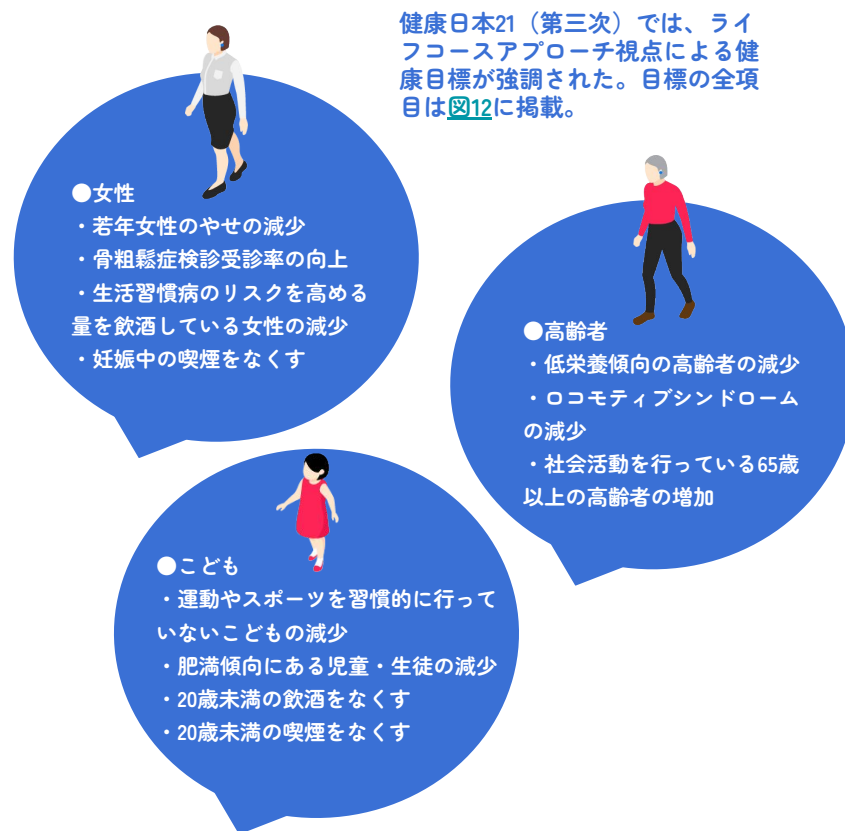 健康日本21（第三次）では、ライ
フコースアプローチ視点による健
康目標が強調された。目標の全項
目は図12に掲載。
●女性
・若年女性のやせの減少
・骨粗鬆症検診受診率の向上
・生活習慣病のリスクを高める
量を飲酒している女性の減少
・妊娠中の喫煙をなくす
●高齢者
・低栄養傾向の高齢者の減少
・ロコモティブシンドローム
の減少
・社会活動を行っている65歳
以上の高齢者の増加
●こども
・運動やスポーツを習慣的に行って
いないこどもの減少
・肥満傾向にある児童・生徒の減少
・20歳未満の飲酒をなくす
・20歳未満の喫煙をなくす